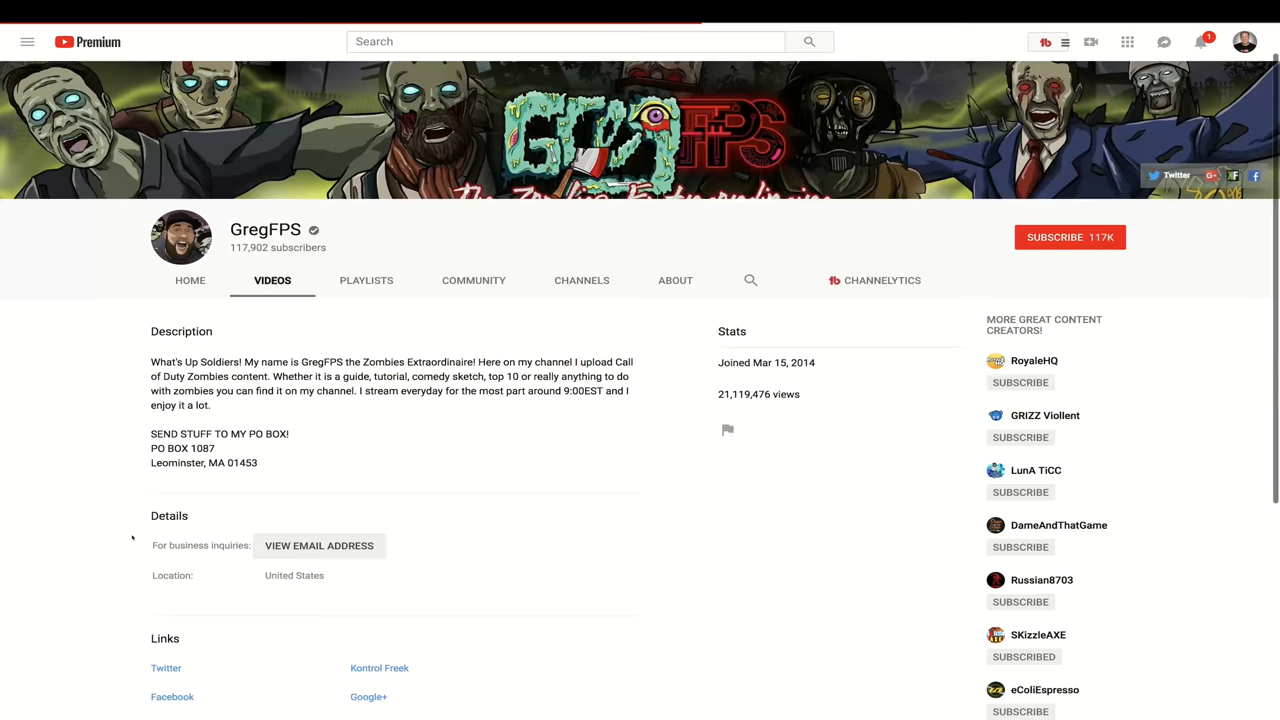 Premium
Search
1
GREG FPS
The Zombies Extraordinaire
Twitter
GregFPS
117,902 subscribers
SUBSCRIBE 117K
HOME VIDEOS PLAYLISTS COMMUNITY CHANNELS ABOUT CHANNELYTICS
Description
What's Up Soldiers! My name is GregFPS the Zombies Extraordinaire! Here on my channel I upload Call
of Duty Zombies content. Whether it is a guide, tutorial, comedy sketch, top 10 or really anything to do
with zombies you can find it on my channel. I stream everyday for the most part around 9:00EST and I
enjoy it a lot.
SEND STUFF TO MY PO BOX!
PO BOX 1087
Leominster, MA 01453
Details
For business inquiries: VIEW EMAIL ADDRESS
Location: United States
Links
Twitter Kontrol Freek
Facebook Google+
Stats
Joined Mar 15, 2014
21,119,476 views
MORE GREAT CONTENT
CREATORS!
RoyaleHQ
SUBSCRIBE
GRIZZ Viollent
SUBSCRIBE
LunA TiCC
SUBSCRIBE
DameAndThatGame
SUBSCRIBE
Russian8703
SUBSCRIBE
SKizzleAXE
SUBSCRIBED
eColiEspresso
SUBSCRIBE